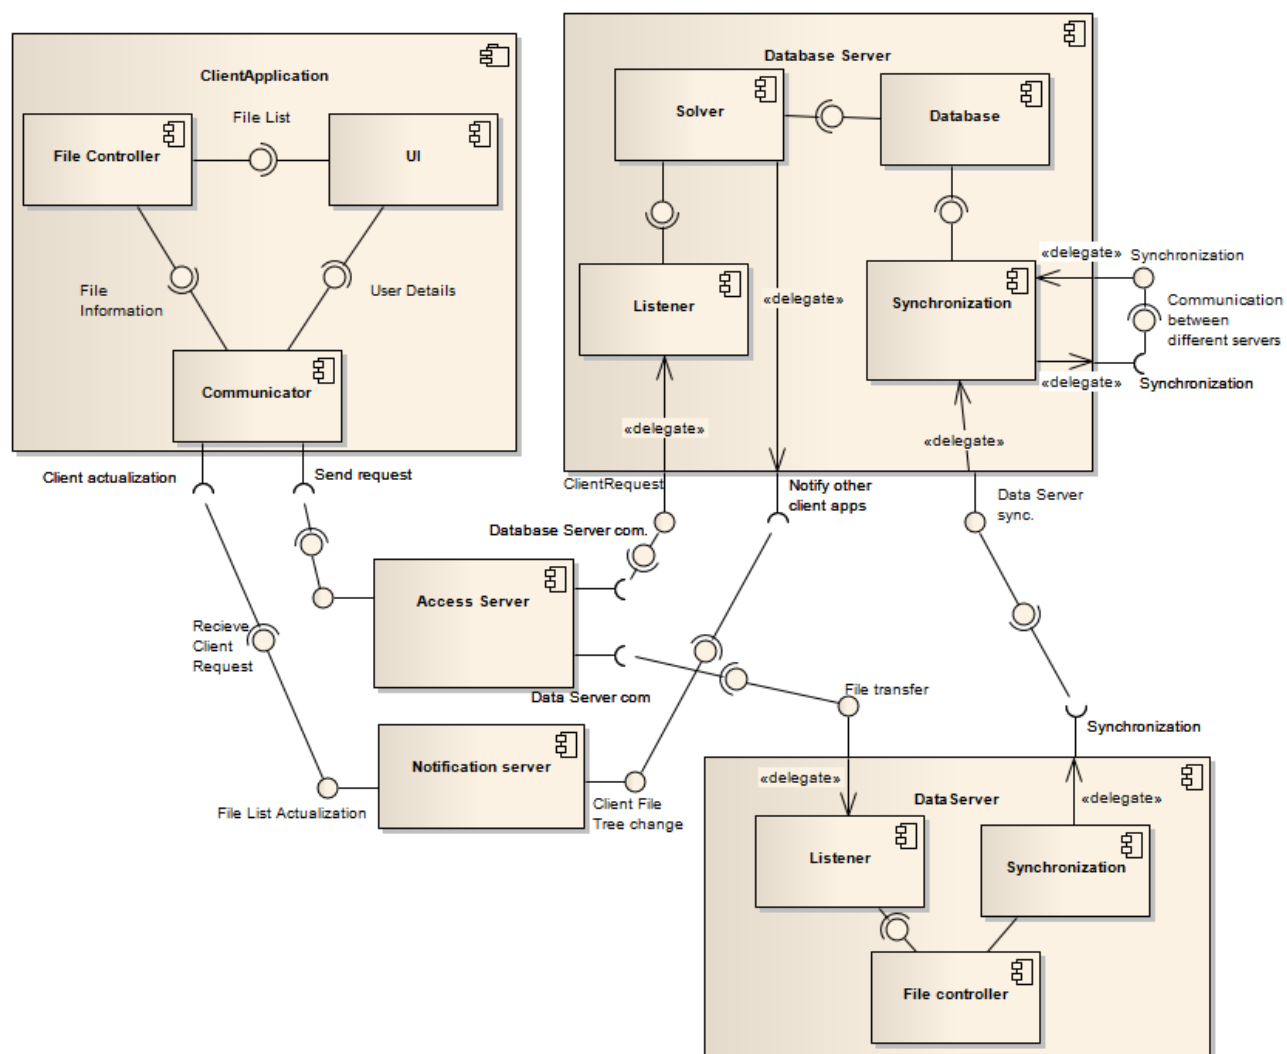 ClientApplication
File List
File Controller
UI
File
Information
User Details
Communicator
Client actualization
Send request
Database Server
Solver
Database
Listener
«delegate»
Synchronization
«delegate»
Synchronization
Communication
between
different servers
«delegate»
Synchronization
«delegate»
«delegate»
ClientRequest
Notify other
client apps
Data Server
sync.
Database Server com.
Access Server
Recieve
Client
Request
Data Server com
File transfer
Synchronization
Notification server
File List Actualization
Client File
Tree change
«delegate»
DataServer
«delegate»
Listener
Synchronization
File controller